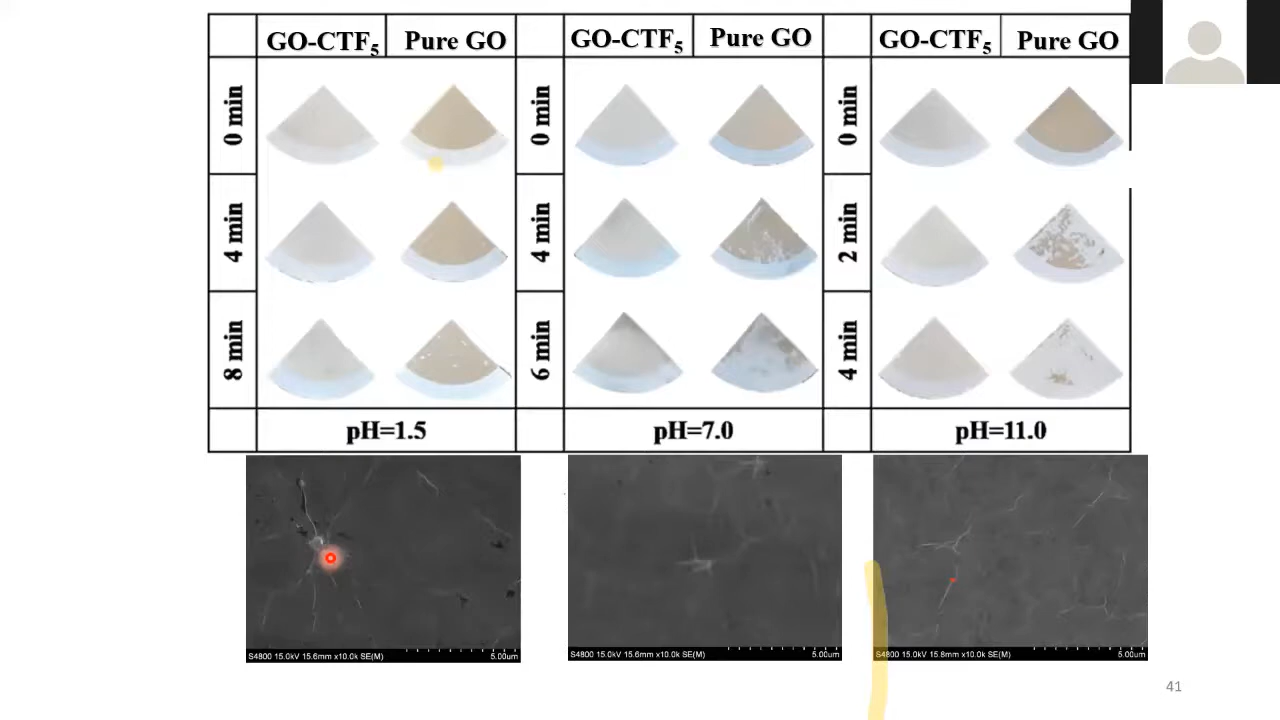 GO-CTF₅ Pure GO GO-CTF₅ Pure GO GO-CTF₅ Pure GO
0 min 0 min 0 min
4 min 4 min 2 min
8 min 6 min 4 min
pH=1.5 pH=7.0 pH=11.0
S4800 15.0kV 15.6mm x10.0k SE(M) 5.00um S4800 15.0kV 15.6mm x10.0k SE(M) 5.00um S4800 15.0kV 15.8mm x10.0k SE(M) 5.00um
41